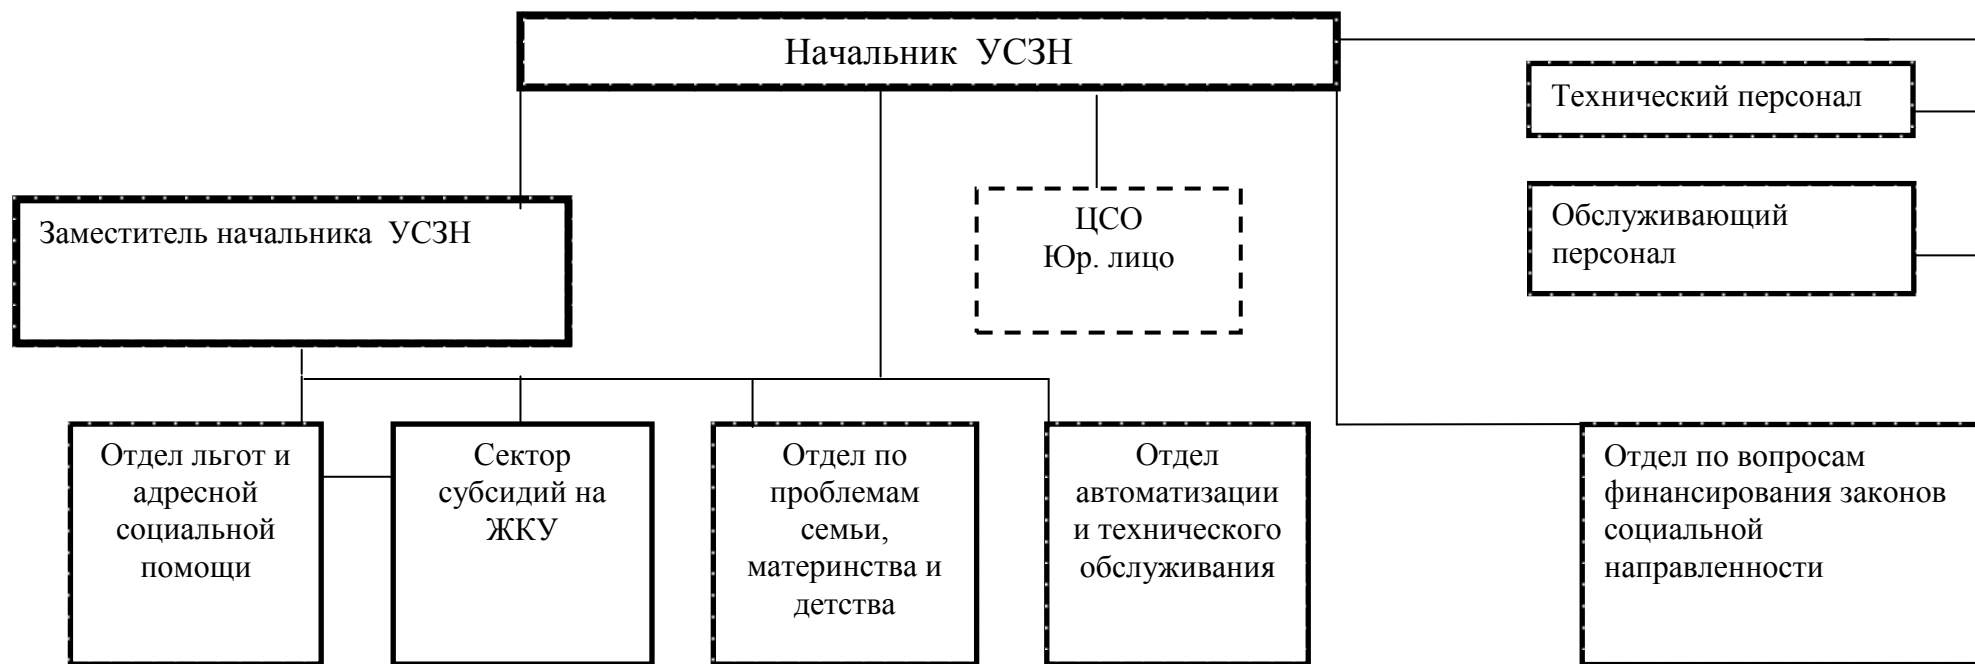 Начальник УСЗН
Технический персонал
Обслуживающий
персонал
Заместитель начальника УСЗН
ЦСО
Юр. лицо
Отдел льгот и
адресной
социальной
помощи
Сектор
субсидий на
ЖКУ
Отдел по
проблемам
семьи,
материнства и
детства
Отдел
автоматизации
и технического
обслуживания
Отдел по вопросам
финансирования законов
социальной
направленности